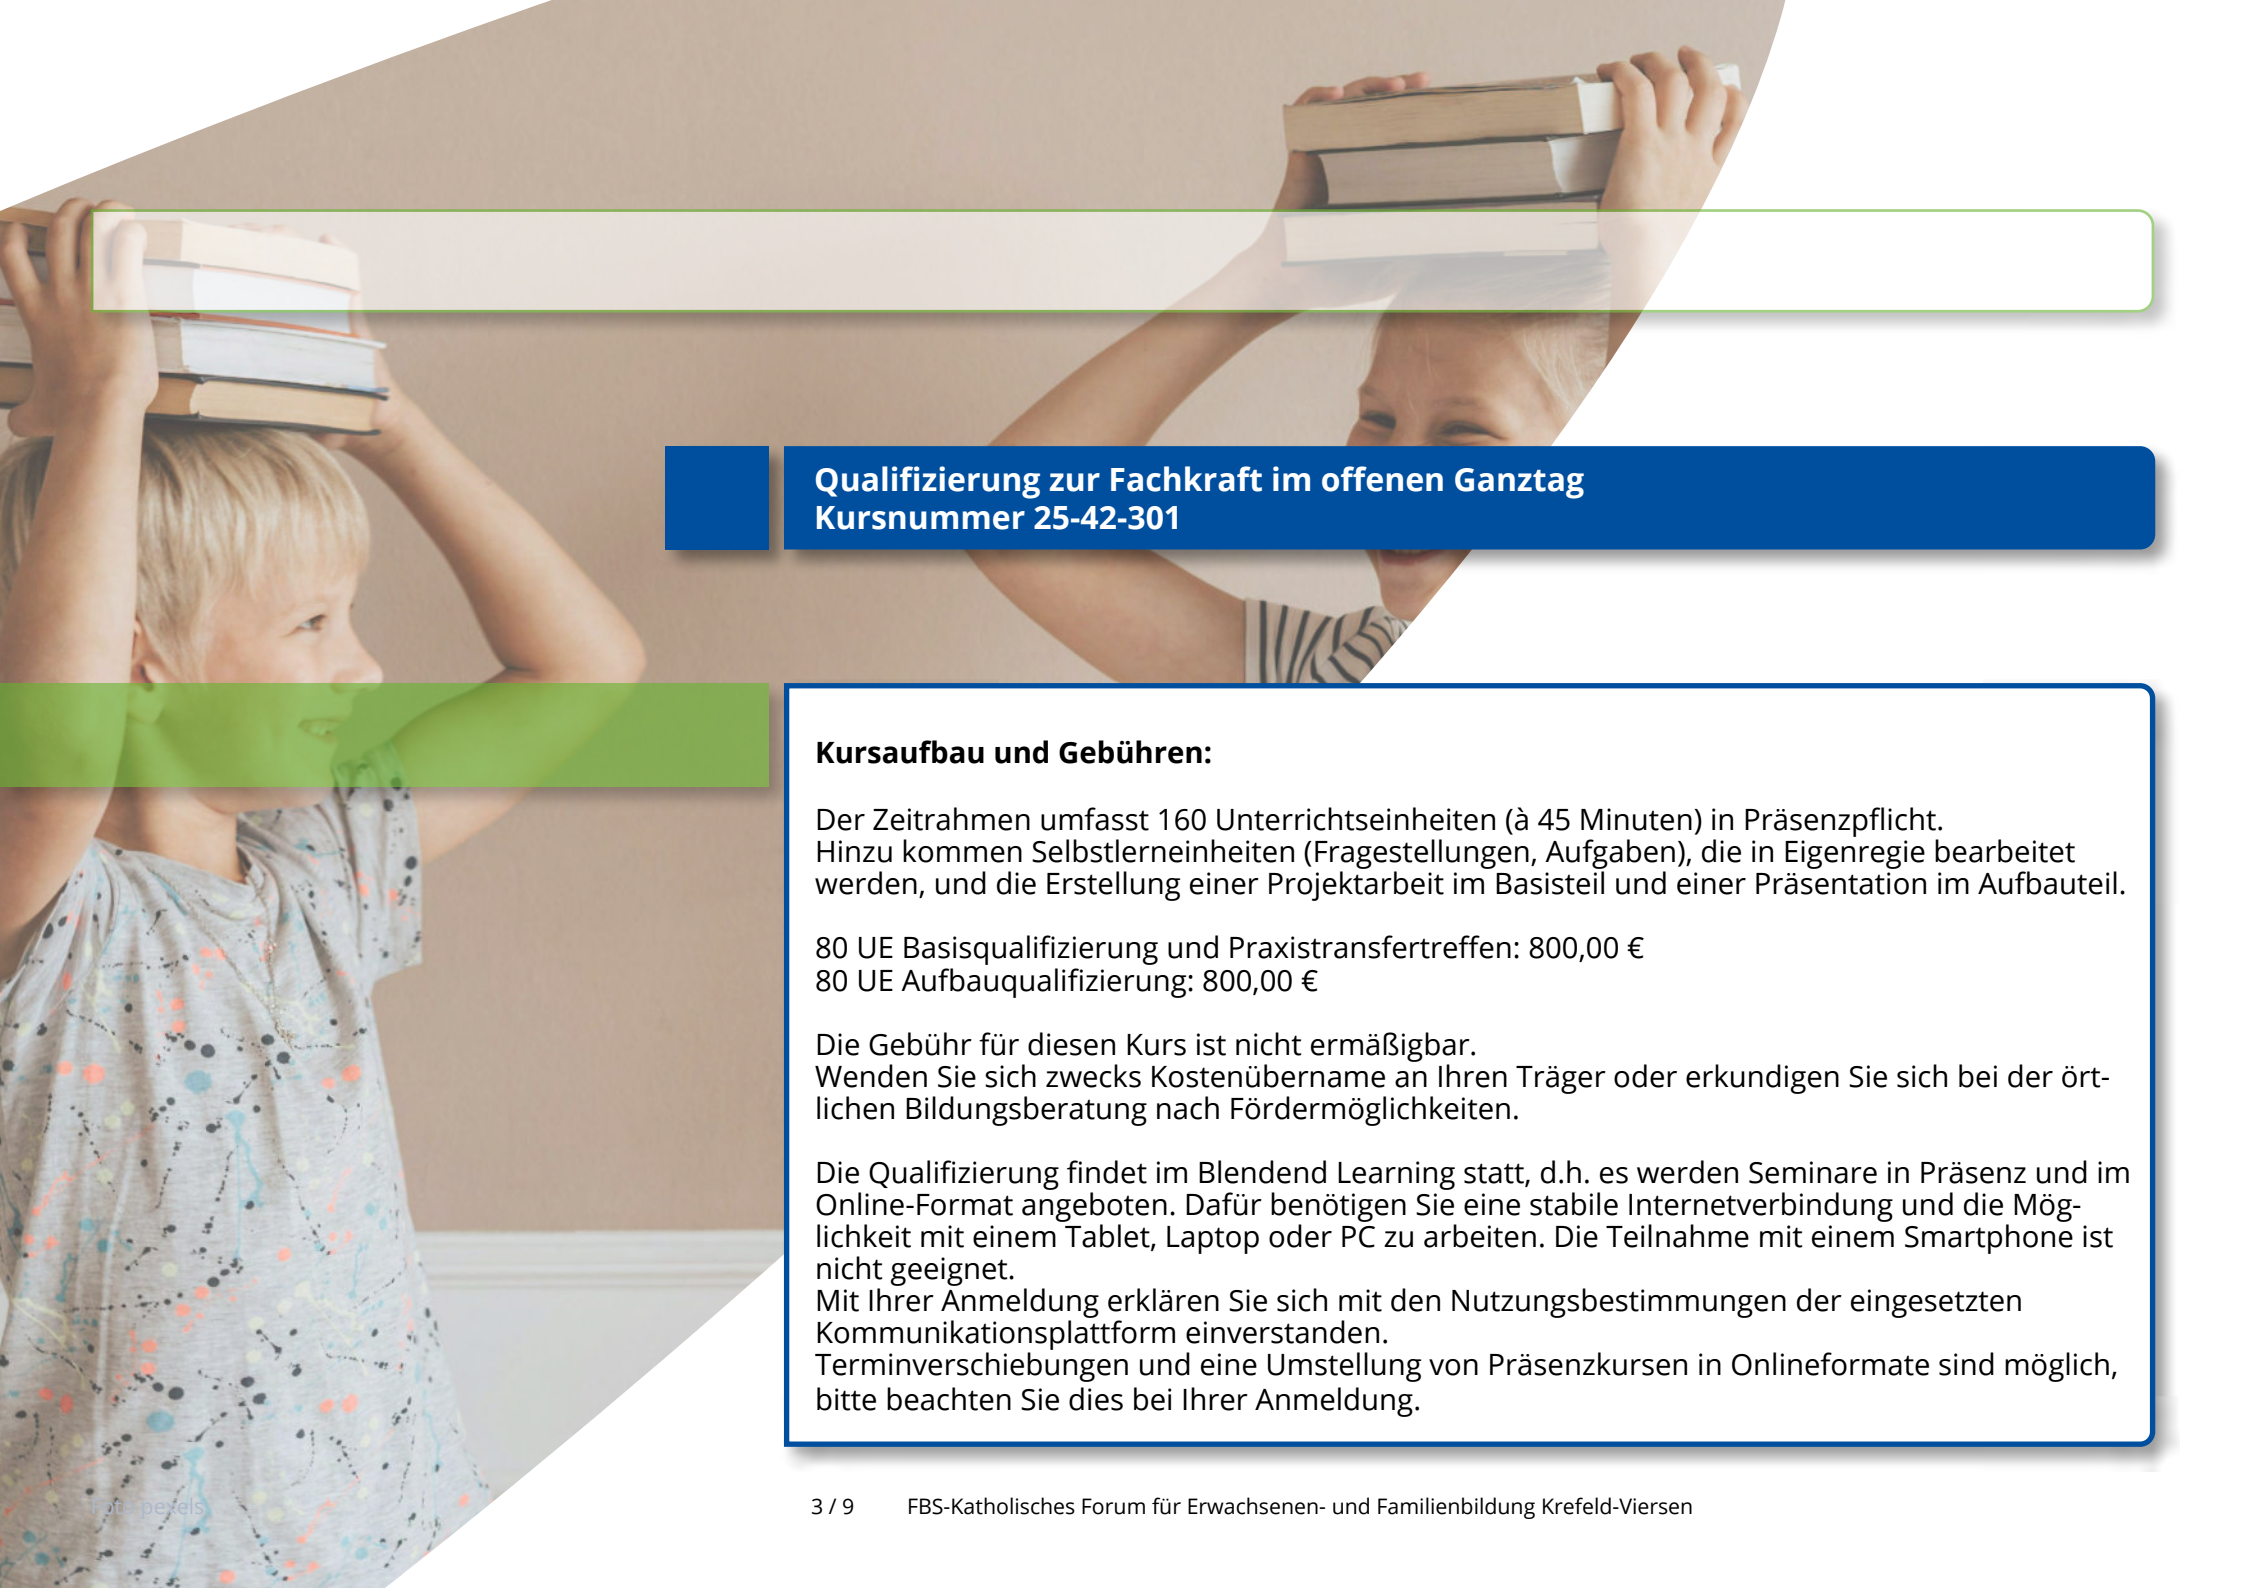 Qualifizierung zur Fachkraft im offenen Ganztag
Kursnummer 25-42-301
Kursaufbau und Gebühren:
Der Zeitrahmen umfasst 160 Unterrichtseinheiten (à 45 Minuten) in Präsenzpflicht.
Hinzu kommen Selbstlerneinheiten (Fragestellungen, Aufgaben), die in Eigenregie bearbeitet
werden, und die Erstellung einer Projektarbeit im Basisteil und einer Präsentation im Aufbauteil.
80 UE Basisqualifizierung und Praxistransfertreffen: 800,00 €
80 UE Aufbauqualifizierung: 800,00 €
Die Gebühr für diesen Kurs ist nicht ermäßigbar.
Wenden Sie sich zwecks Kostenübername an Ihren Träger oder erkundigen Sie sich bei der ört-
lichen Bildungsberatung nach Fördermöglichkeiten.
Die Qualifizierung findet im Blendend Learning statt, d.h. es werden Seminare in Präsenz und im
Online-Format angeboten. Dafür benötigen Sie eine stabile Internetverbindung und die Mög-
lichkeit mit einem Tablet, Laptop oder PC zu arbeiten. Die Teilnahme mit einem Smartphone ist
nicht geeignet.
Mit Ihrer Anmeldung erklären Sie sich mit den Nutzungsbestimmungen der eingesetzten
Kommunikationsplattform einverstanden.
Terminverschiebungen und eine Umstellung von Präsenzkursen in Onlineformate sind möglich,
bitte beachten Sie dies bei Ihrer Anmeldung.
pexels
3 / 9 FBS-Katholisches Forum für Erwachsenen- und Familienbildung Krefeld-Viersen